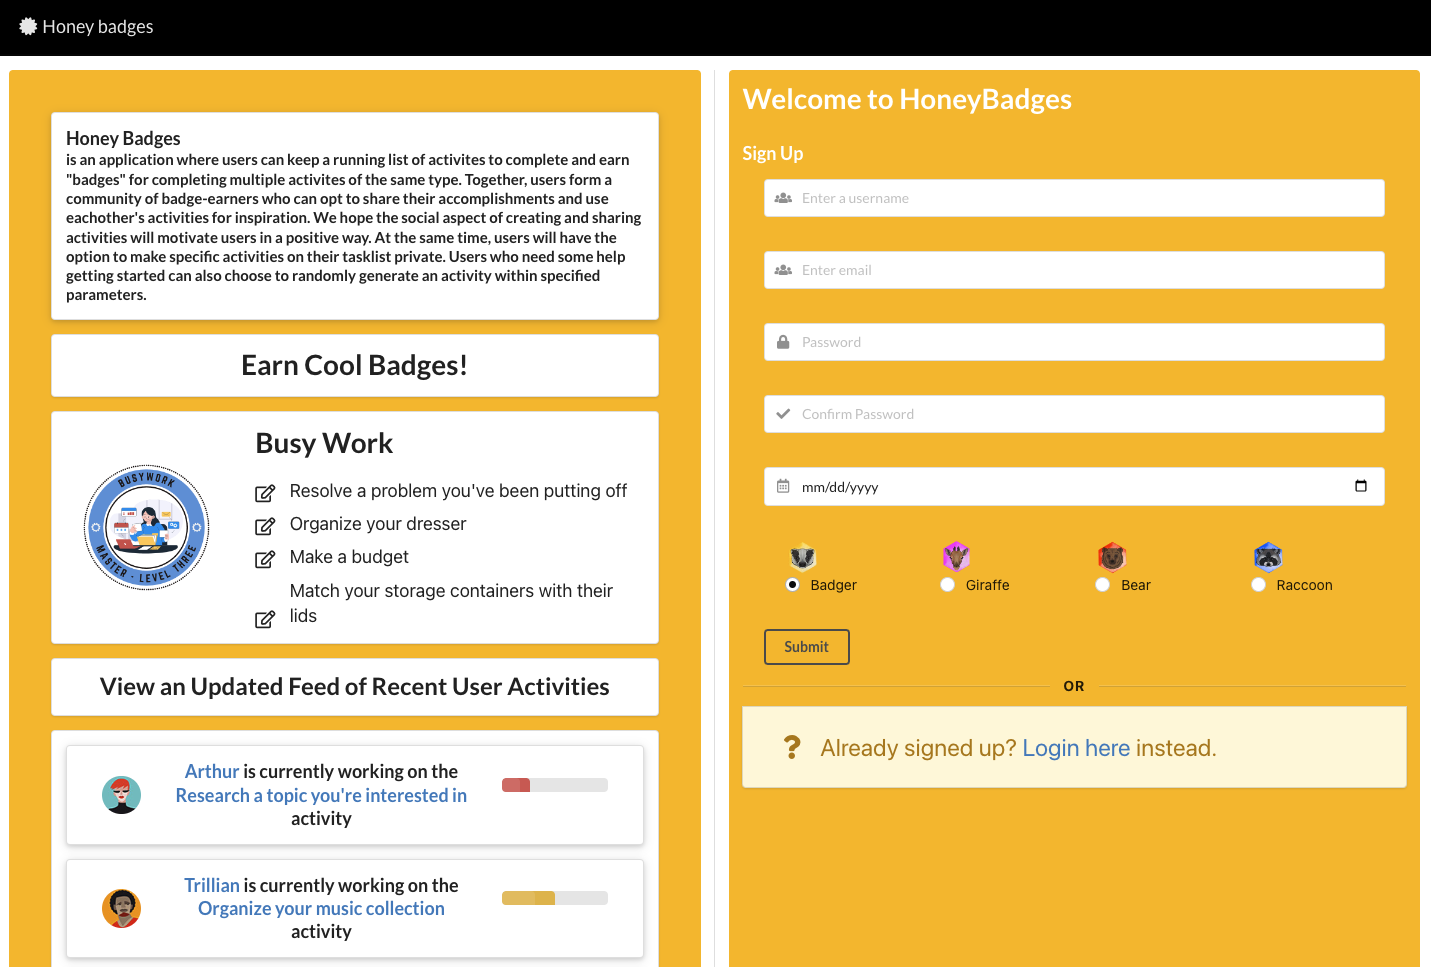 Honey badges
Honey Badges
is an application where users can keep a running list of activites to complete and earn
"badges" for completing multiple activites of the same type. Together, users form a
community of badge-earners who can opt to share their accomplishments and use
eachother's activities for inspiration. We hope the social aspect of creating and sharing
activities will motivate users in a positive way. At the same time, users will have the
option to make specific activities on their tasklist private. Users who need some help
getting started can also choose to randomly generate an activity within specified
parameters.
Earn Cool Badges!
BUSYWORK
MASTER - LEVEL THREE
Busy Work
Resolve a problem you've been putting off
Organize your dresser
Make a budget
Match your storage containers with their
lids
View an Updated Feed of Recent User Activities
Arthur is currently working on the
Research a topic you're interested in
activity
Trillian is currently working on the
Organize your music collection
activity
Welcome to HoneyBadges
Sign Up
Enter a username
Enter email
Password
Confirm Password
mm/dd/yyyy
Badger
Giraffe
Bear
Raccoon
Submit
OR
Already signed up? Login here instead.